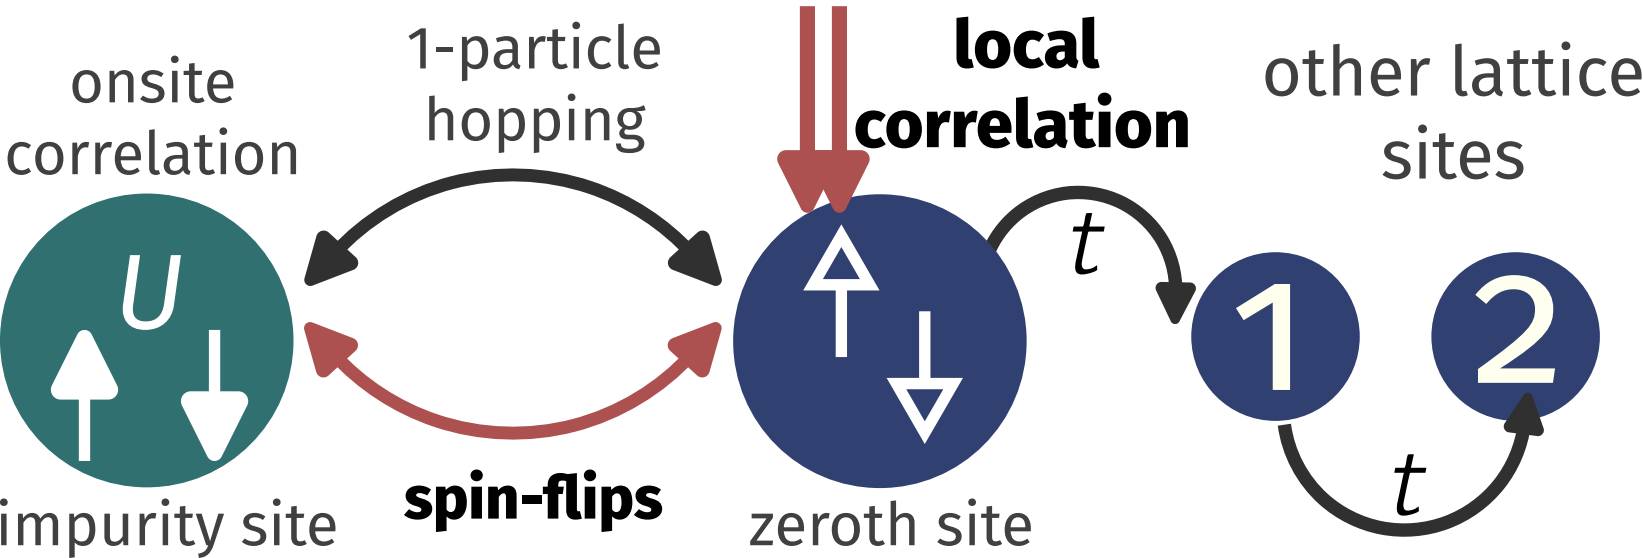 onsite
correlation
U
impurity site
1-particle
hopping
spin-flips
local
correlation
zeroth site
t
other lattice
sites
1
2
t